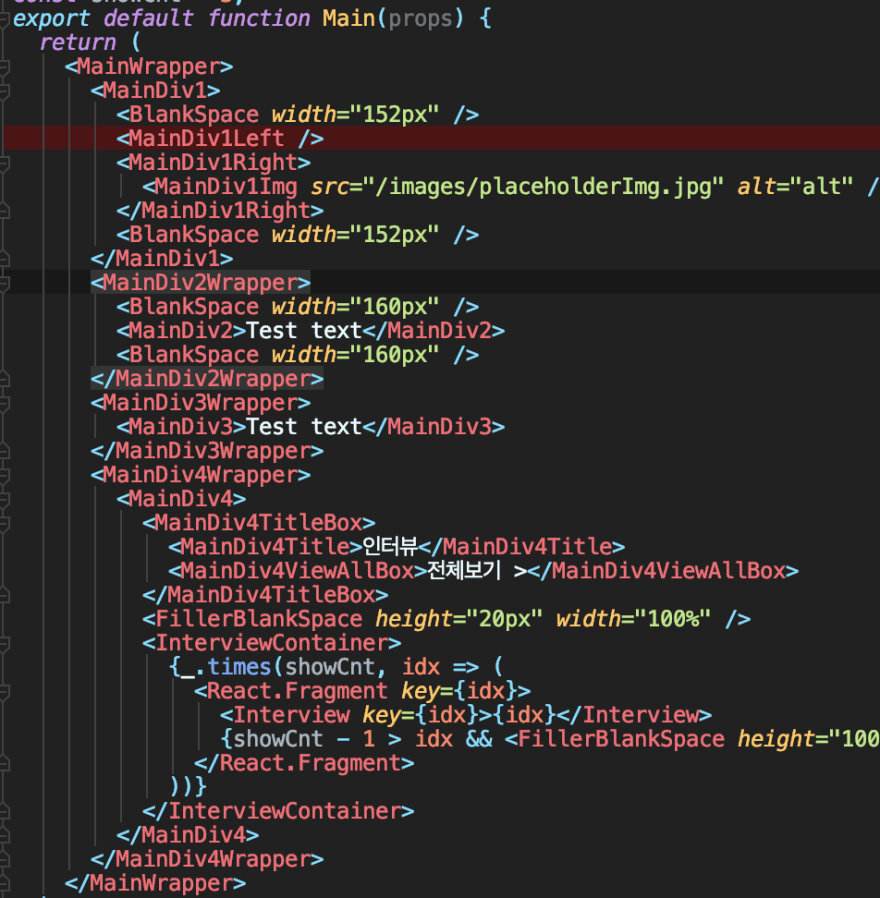 export default function Main(props) {
return (
<MainWrapper>
<MainDiv1>
<BlankSpace width="152px" />
<MainDiv1Left />
<MainDiv1Right>
<MainDiv1Img src="/images/placeholderImg.jpg" alt="alt" /
</MainDiv1Right>
<BlankSpace width="152px" />
</MainDiv1>
<MainDiv2Wrapper>
<BlankSpace width="160px" />
<MainDiv2>Test text</MainDiv2>
<BlankSpace width="160px" />
</MainDiv2Wrapper>
<MainDiv3Wrapper>
<MainDiv3>Test text</MainDiv3>
</MainDiv3Wrapper>
<MainDiv4Wrapper>
<MainDiv4>
<MainDiv4TitleBox>
<MainDiv4Title>인터뷰</MainDiv4Title>
<MainDiv4ViewAllBox>전체보기 ></MainDiv4ViewAllBox>
</MainDiv4TitleBox>
<FillerBlankSpace height="20px" width="100%" />
<InterviewContainer>
{_.times(showCnt, idx => (
<React.Fragment key={idx}>
<Interview key={idx}>{idx}</Interview>
{showCnt - 1 > idx && <FillerBlankSpace height="100
</React.Fragment>
))}
</InterviewContainer>
</MainDiv4>
</MainDiv4Wrapper>
</MainWrapper>